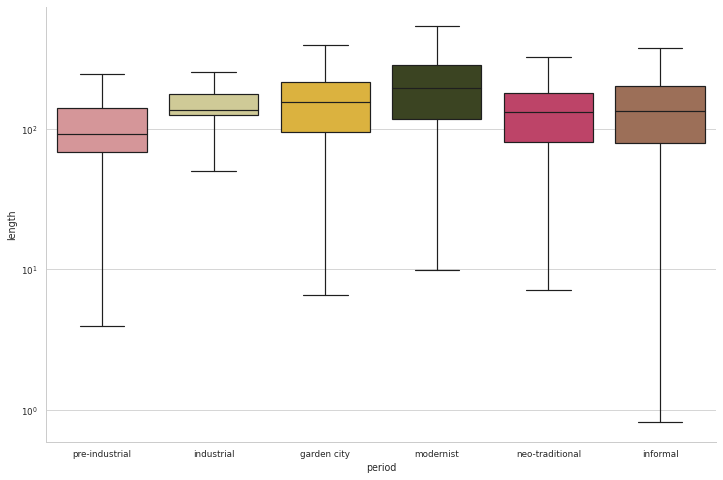 length
10²
10¹
10⁰
pre-industrial industrial garden city modernist neo-traditional informal
period